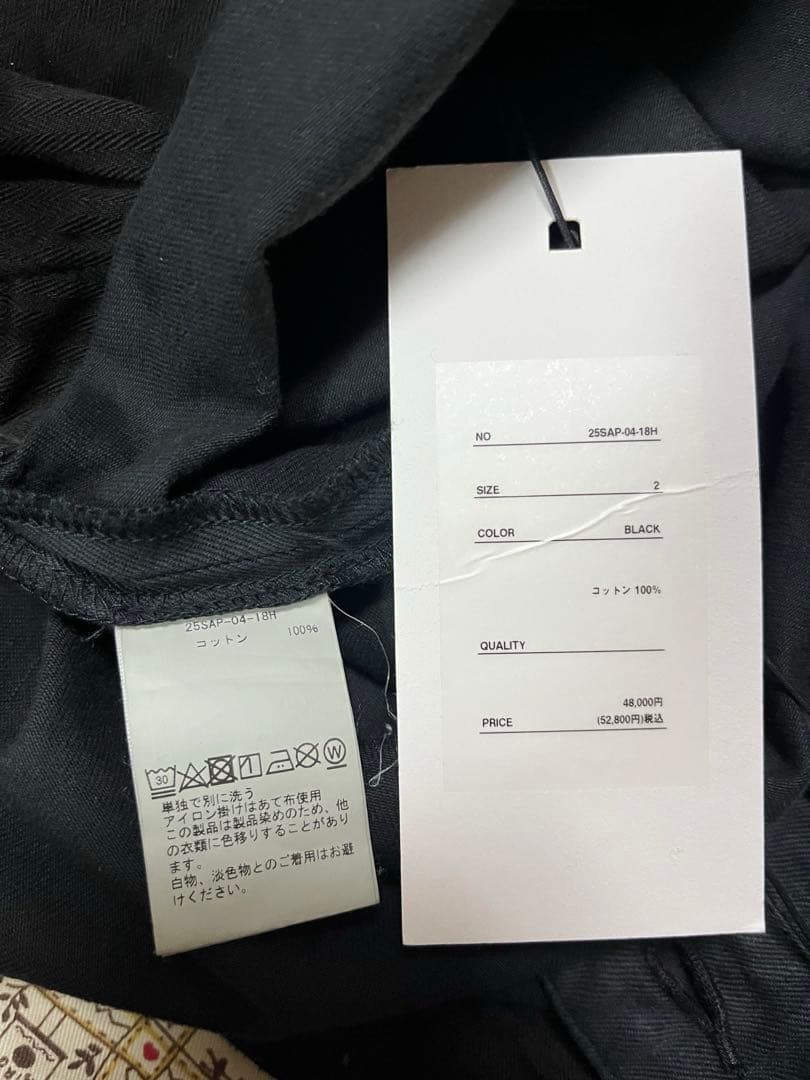 NO 25SAP-04-18H
SIZE 2
COLOR BLACK
コットン 100%
QUALITY
48,000円
PRICE (52,800円)税込
25SAP-04-18H
コットン 100%
30
W
単独で別に洗う
アイロン掛けはあて布使用
この製品は製品染めのため、他
の衣類に色移りすることがあり
ます。
白物、淡色物とのご着用はお避
けください。